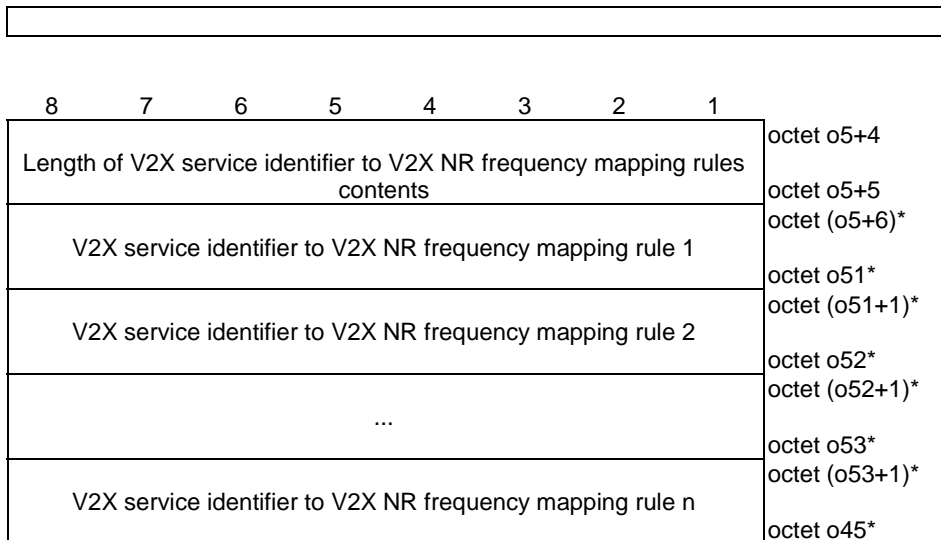 8 7 6 5 4 3 2 1
octet o5+4
Length of V2X service identifier to V2X NR frequency mapping rules
contents
octet o5+5
octet (o5+6)*
V2X service identifier to V2X NR frequency mapping rule 1
octet o51*
octet (o51+1)*
V2X service identifier to V2X NR frequency mapping rule 2
octet o52*
octet (o52+1)*
...
octet o53*
octet (o53+1)*
V2X service identifier to V2X NR frequency mapping rule n
octet o45*